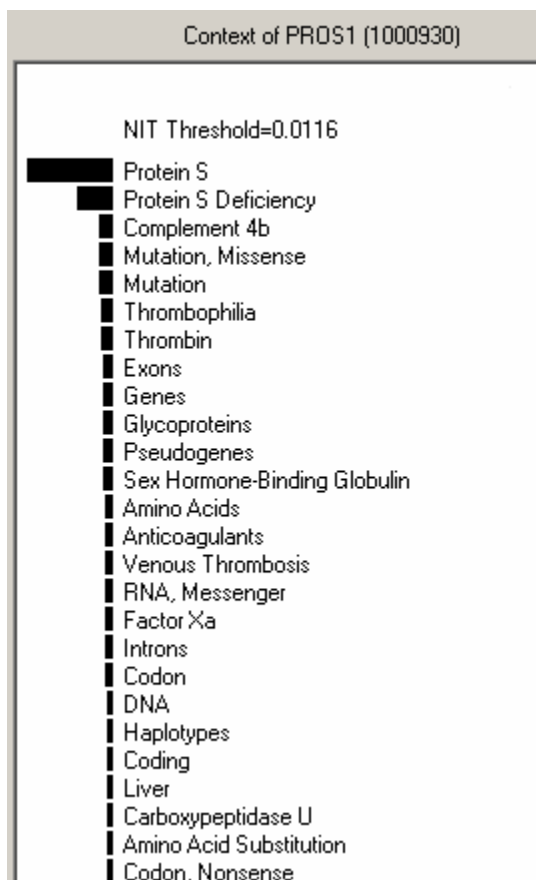 Context of PROS1 (1000930)
NIT Threshold=0.0116
Protein S
Protein S Deficiency
Complement 4b
Mutation, Missense
Mutation
Thrombophilia
Thrombin
Exons
Genes
Glycoproteins
Pseudogenes
Sex Hormone-Binding Globulin
Amino Acids
Anticoagulants
Venous Thrombosis
RNA, Messenger
Factor Xa
Introns
Codon
DNA
Haplotypes
Coding
Liver
Carboxypeptidase U
Amino Acid Substitution
Codon, Nonsense